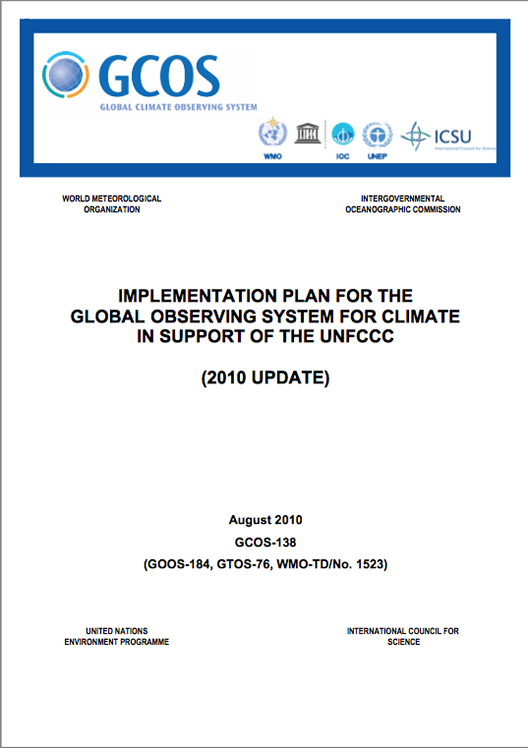 GCOS
GLOBAL CLIMATE OBSERVING SYSTEM
WMO
IOC
UNEP
ICSU
International Council for Science
WORLD METEOROLOGICAL
ORGANIZATION
INTERGOVERNMENTAL
OCEANOGRAPHIC COMMISSION
IMPLEMENTATION PLAN FOR THE
GLOBAL OBSERVING SYSTEM FOR CLIMATE
IN SUPPORT OF THE UNFCCC
(2010 UPDATE)
August 2010
GCOS-138
(GOOS-184, GTOS-76, WMO-TD/No. 1523)
UNITED NATIONS
ENVIRONMENT PROGRAMME
INTERNATIONAL COUNCIL FOR
SCIENCE